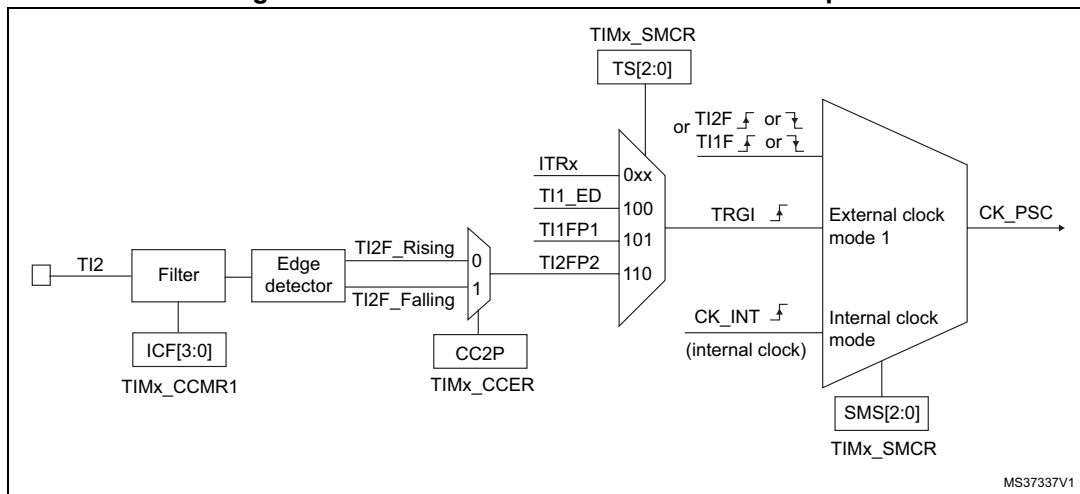 TIMx_SMCR
TS[2:0]
or TI2F or
TI1F or
ITRx
0xx
TI1_ED
100
TI1FP1
101
TI2FP2
110
TRGI
External clock
mode 1
CK_PSC
TI2
Filter
Edge
detector
TI2F_Rising
0
TI2F_Falling
1
ICF[3:0]
TIMx_CCMR1
CC2P
TIMx_CCER
CK_INT
(internal clock)
Internal clock
mode
SMS[2:0]
TIMx_SMCR
MS37337V1